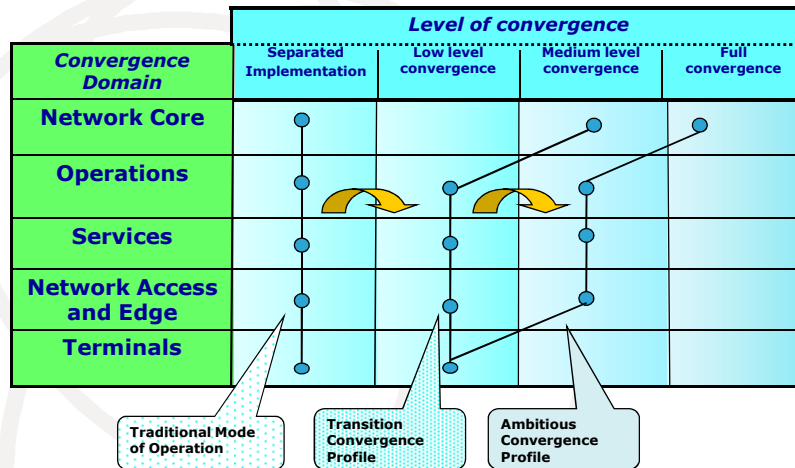 Level of convergence
Convergence
Domain
Separated
Implementation
Low level
convergence
Medium level
convergence
Full
convergence
Network Core
Operations
Services
Network Access
and Edge
Terminals
Traditional Mode
of Operation
Transition
Convergence
Profile
Ambitious
Convergence
Profile